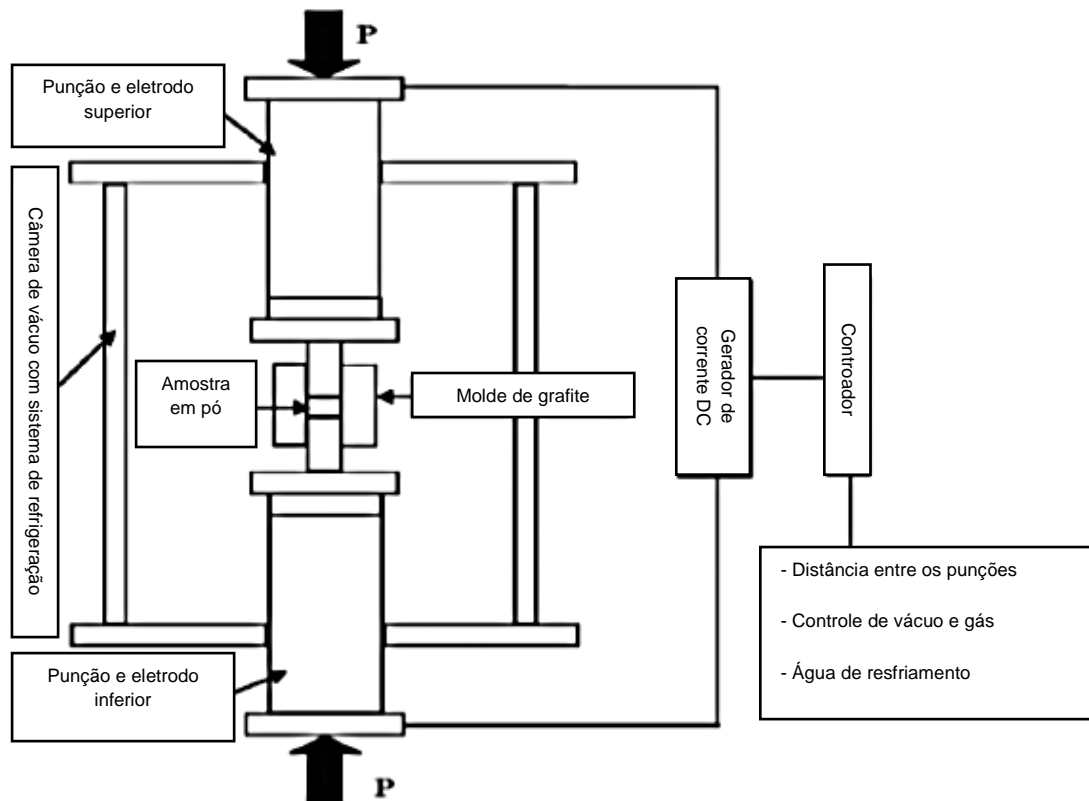 P
Punção e eletrodo
superior
Câmera de vácuo com sistema de refrigeração
Amostra
em pó
Molde de grafite
Gerador de
corrente DC
Controador
- Distância entre os punções
- Controle de vácuo e gás
- Água de resfriamento
Punção e eletrodo
inferior
P